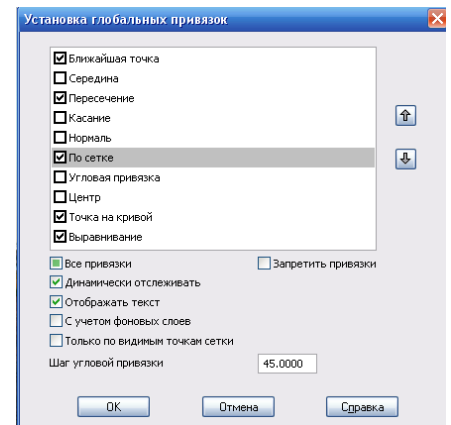 Установка глобальных привязок
Ближайшая точка
Середина
Пересечение
Касание
Нормаль
По сетке
Угловая привязка
Центр
Точка на кривой
Выравнивание
Все привязки Запретить привязки
Динамически отслеживать
Отображать текст
С учетом фоновых слоев
Только по видимым точкам сетки
Шаг угловой привязки 45.0000
OK Отмена Справка